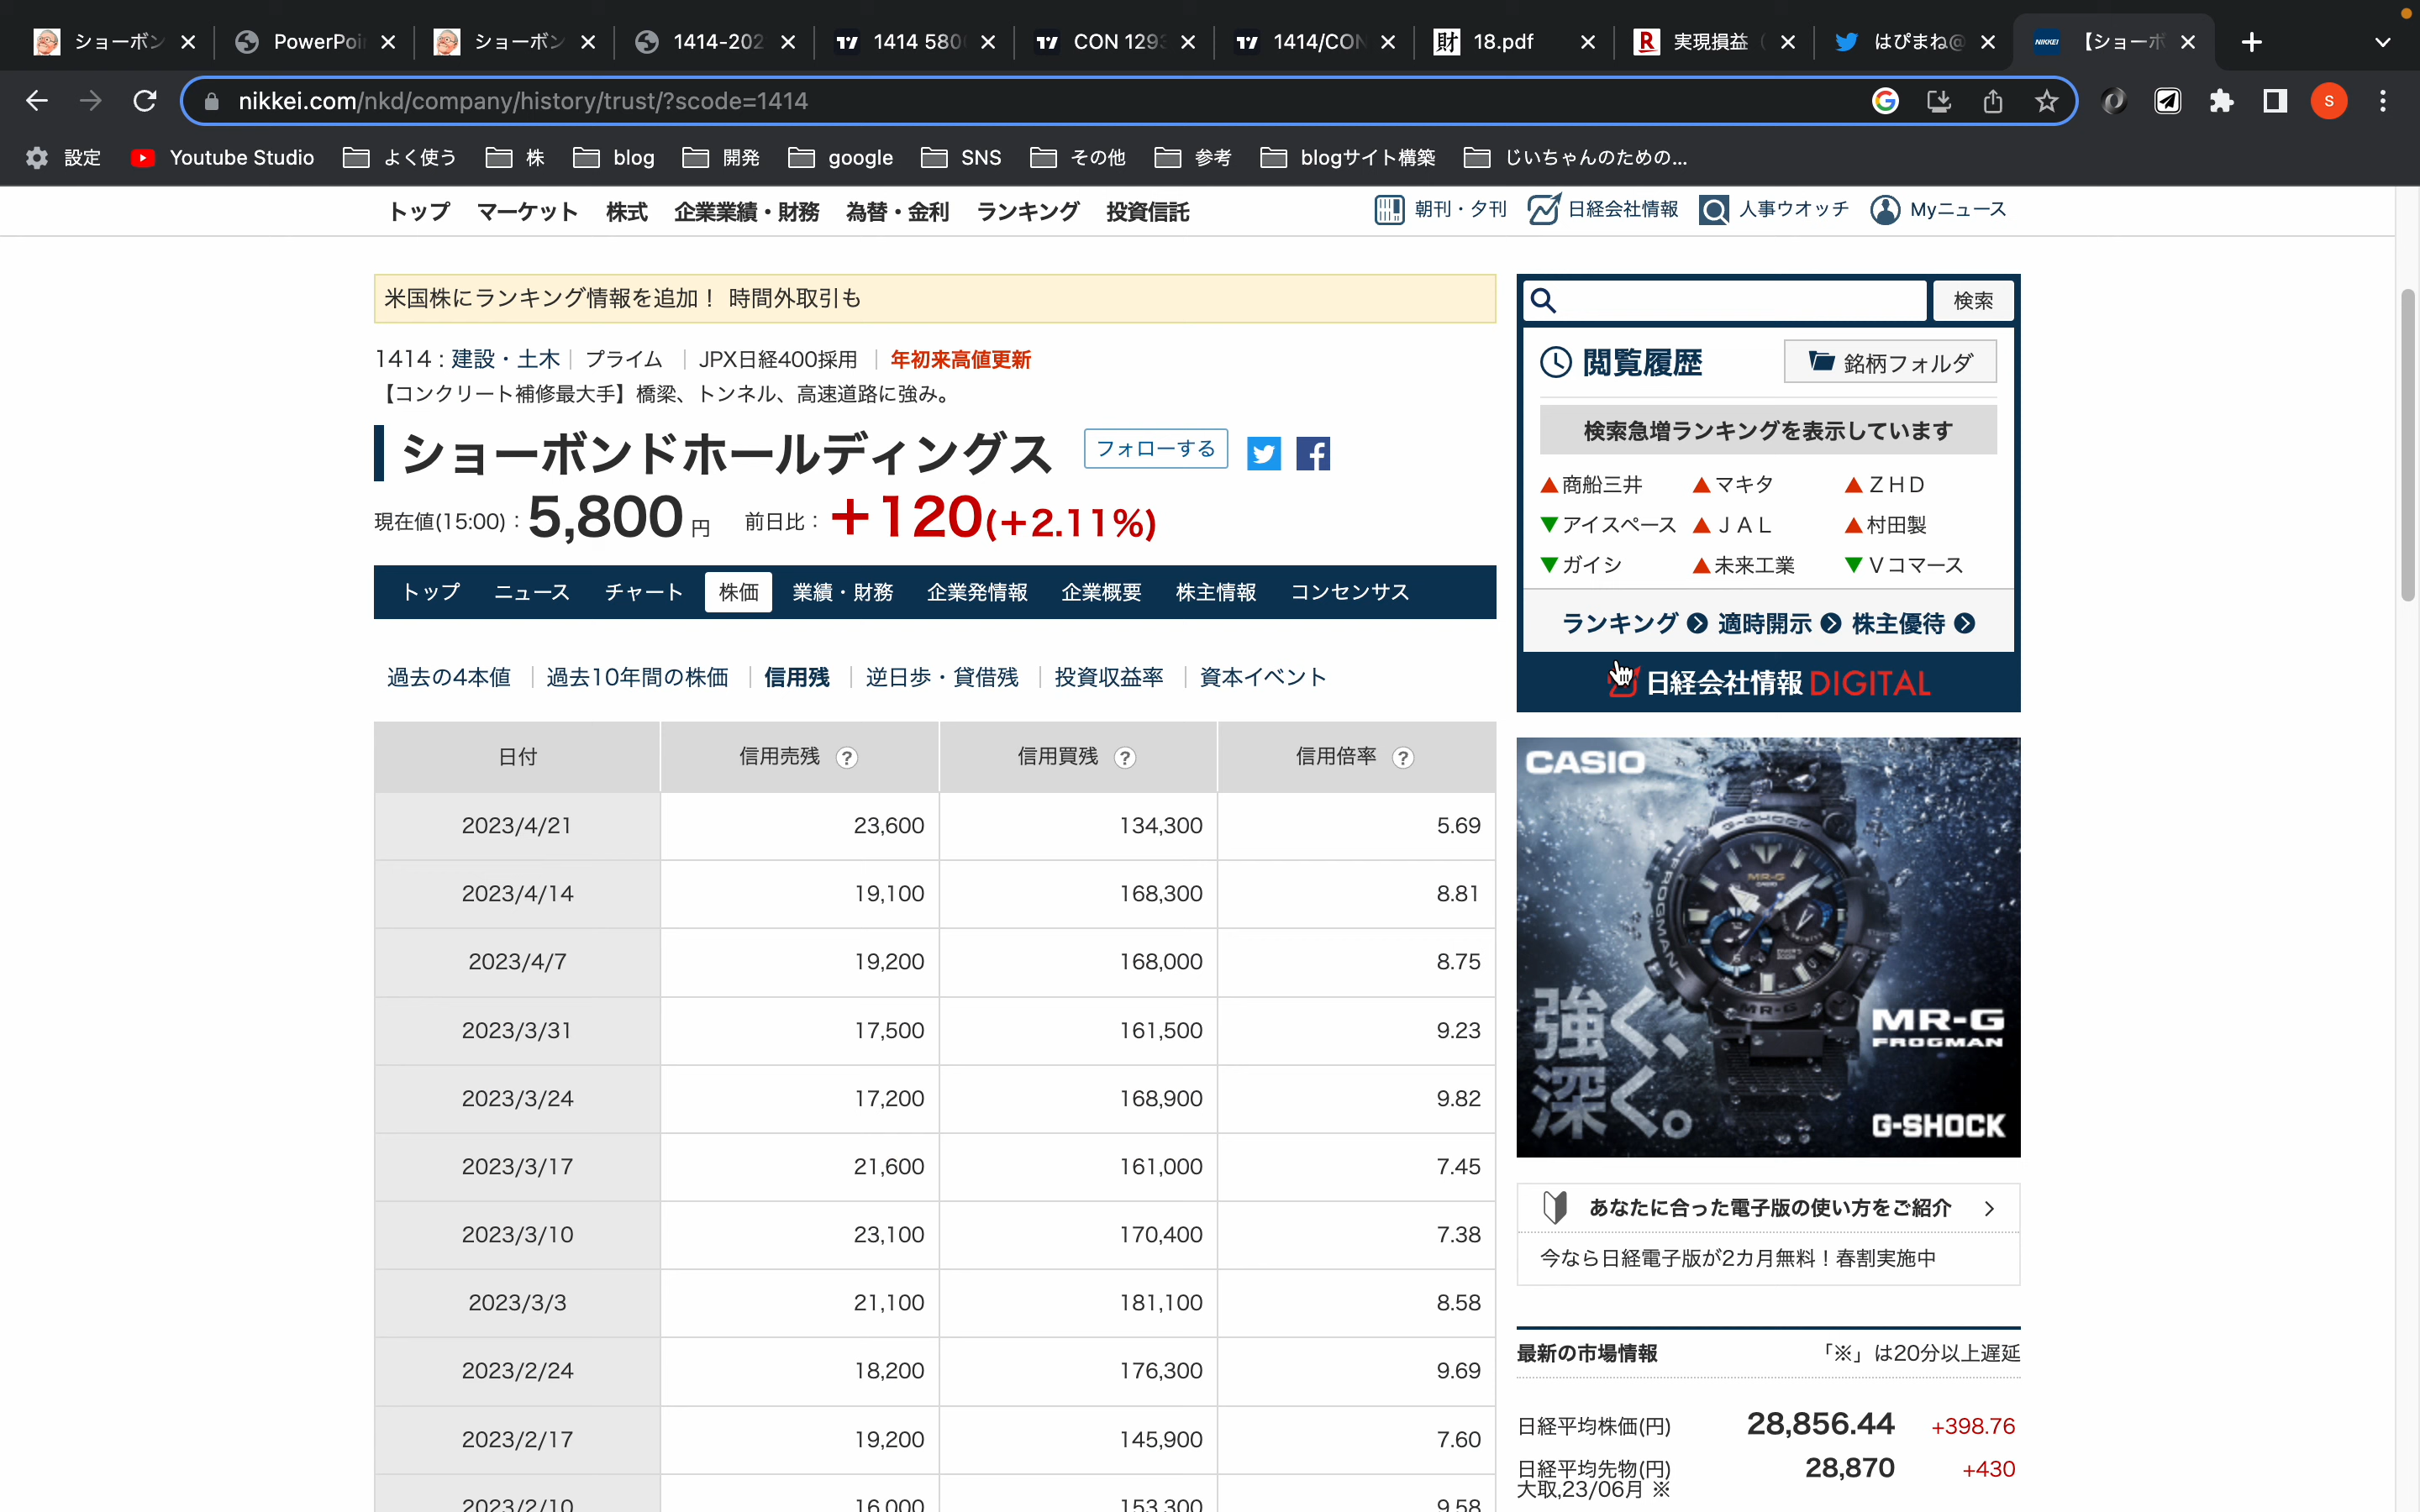 ショーボン
PowerPoi
ショーボン
1414-202
1414 580
CON 1293
1414/CON
18.pdf
実現損益
はぴまね@
【ショーボ
nikkei.com/nkd/company/history/trust/?scode=1414
設定
Youtube Studio
よく使う
株
blog
開発
google
SNS
その他
参考
blogサイト構築
じいちゃんのための...
トップ マーケット 株式 企業業績・財務 為替・金利 ランキング 投資信託
朝刊・夕刊 日経会社情報 人事ウオッチ Myニュース
米国株にランキング情報を追加！ 時間外取引も
1414 : 建設・土木 プライム JPX日経400採用 年初来高値更新
【コンクリート補修最大手】橋梁、トンネル、高速道路に強み。
ショーボンドホールディングス フォローする
現在値(15:00)： 5,800 円 前日比： +120(+2.11%)
トップ ニュース チャート 株価 業績・財務 企業発情報 企業概要 株主情報 コンセンサス
過去の4本値 過去10年間の株価 信用残 逆日歩・貸借残 投資収益率 資本イベント
日付 信用売残 ? 信用買残 ? 信用倍率 ?
2023/4/21 23,600 134,300 5.69
2023/4/14 19,100 168,300 8.81
2023/4/7 19,200 168,000 8.75
2023/3/31 17,500 161,500 9.23
2023/3/24 17,200 168,900 9.82
2023/3/17 21,600 161,000 7.45
2023/3/10 23,100 170,400 7.38
2023/3/3 21,100 181,100 8.58
2023/2/24 18,200 176,300 9.69
2023/2/17 19,200 145,900 7.60
2023/2/10 16,000 153,300 9.58
検索
閲覧履歴 銘柄フォルダ
検索急増ランキングを表示しています
▲商船三井 ▲マキタ ▲ＺＨＤ
▼アイスペース ▲ＪＡＬ ▲村田製
▼ガイシ ▲未来工業 ▼Ｖコマース
ランキング 適時開示 株主優待
日経会社情報 DIGITAL
CASIO
G-SHOCK
FROGMAN
MR-G
強く、
深く。
MR-G
FROGMAN
G-SHOCK
あなたに合った電子版の使い方をご紹介
今なら日経電子版が2カ月無料！春割実施中
最新の市場情報 「※」は20分以上遅延
日経平均株価(円) 28,856.44 +398.76
日経平均先物(円) 28,870 +430
大取,23/06月 ※